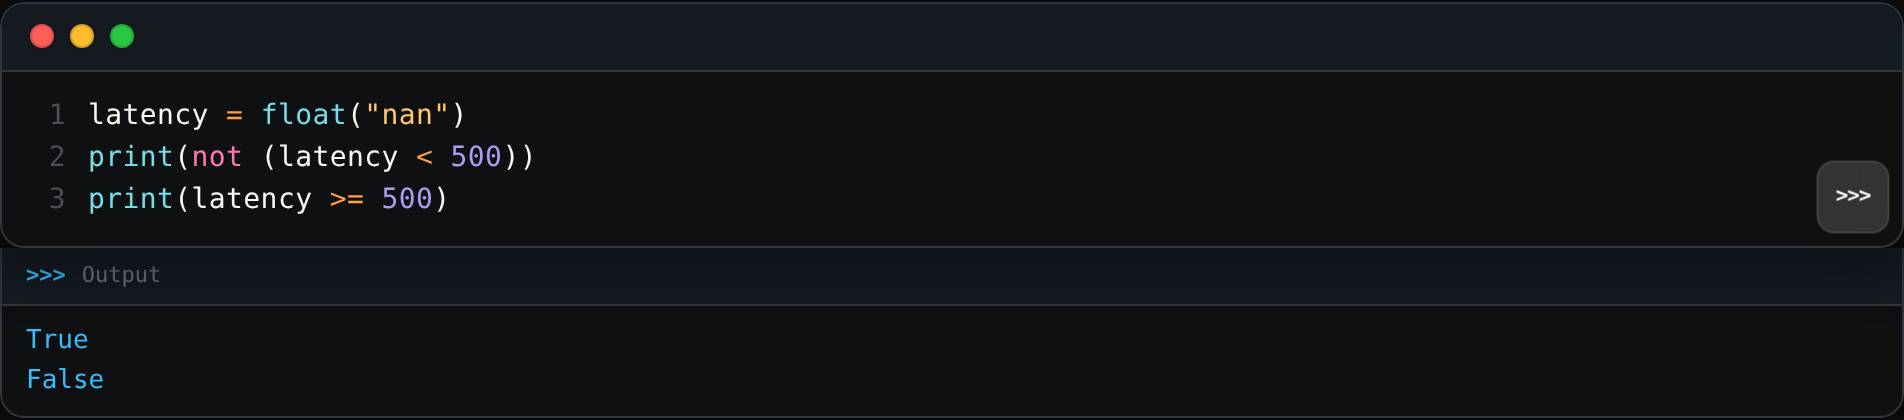 1 latency = float("nan")
2 print(not (latency < 500))
3 print(latency >= 500)
>>>
>>> Output
True
False